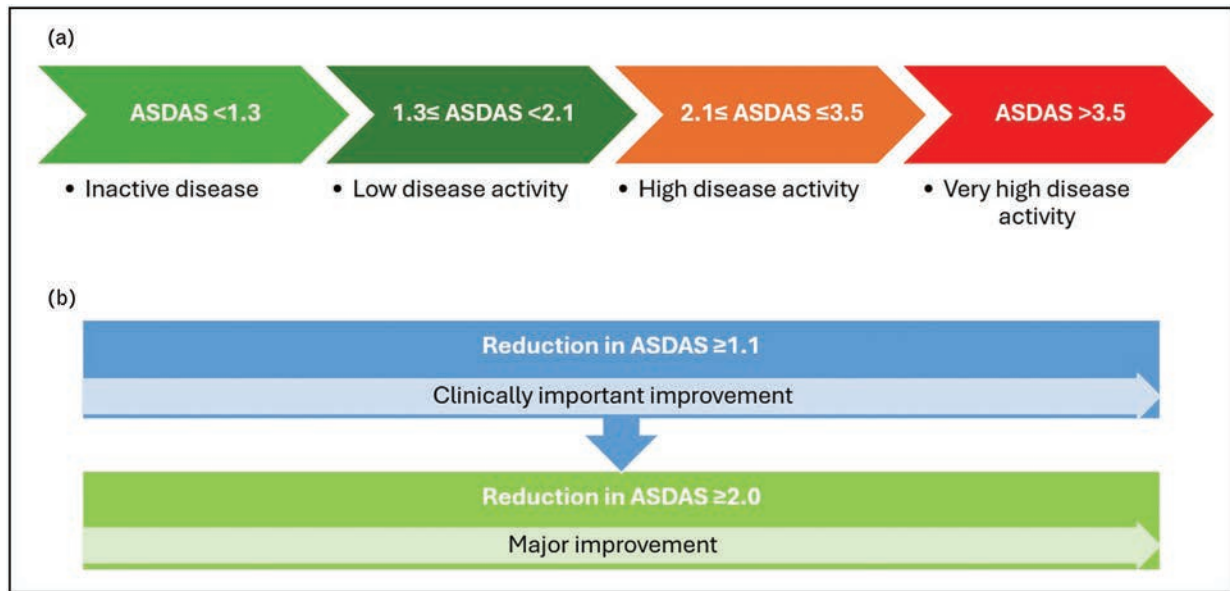 (a)
ASDAS <1.3
1.3≤ ASDAS <2.1
2.1≤ ASDAS ≤3.5
ASDAS >3.5
• Inactive disease
• Low disease activity
• High disease activity
• Very high disease
activity
(b)
Reduction in ASDAS ≥1.1
Clinically important improvement
Reduction in ASDAS ≥2.0
Major improvement